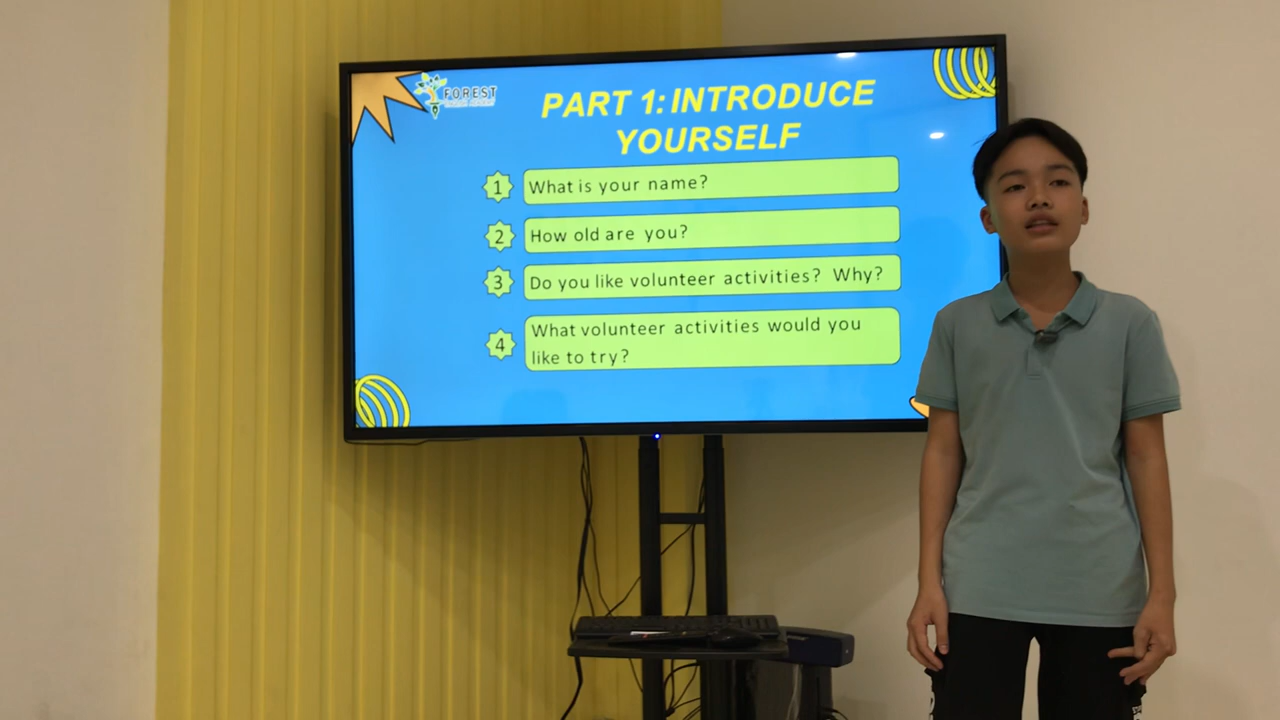 FOREST
PART 1: INTRODUCE
YOURSELF
1 What is your name?
2 How old are you?
3 Do you like volunteer activities? Why?
4 What volunteer activities would you
like to try?